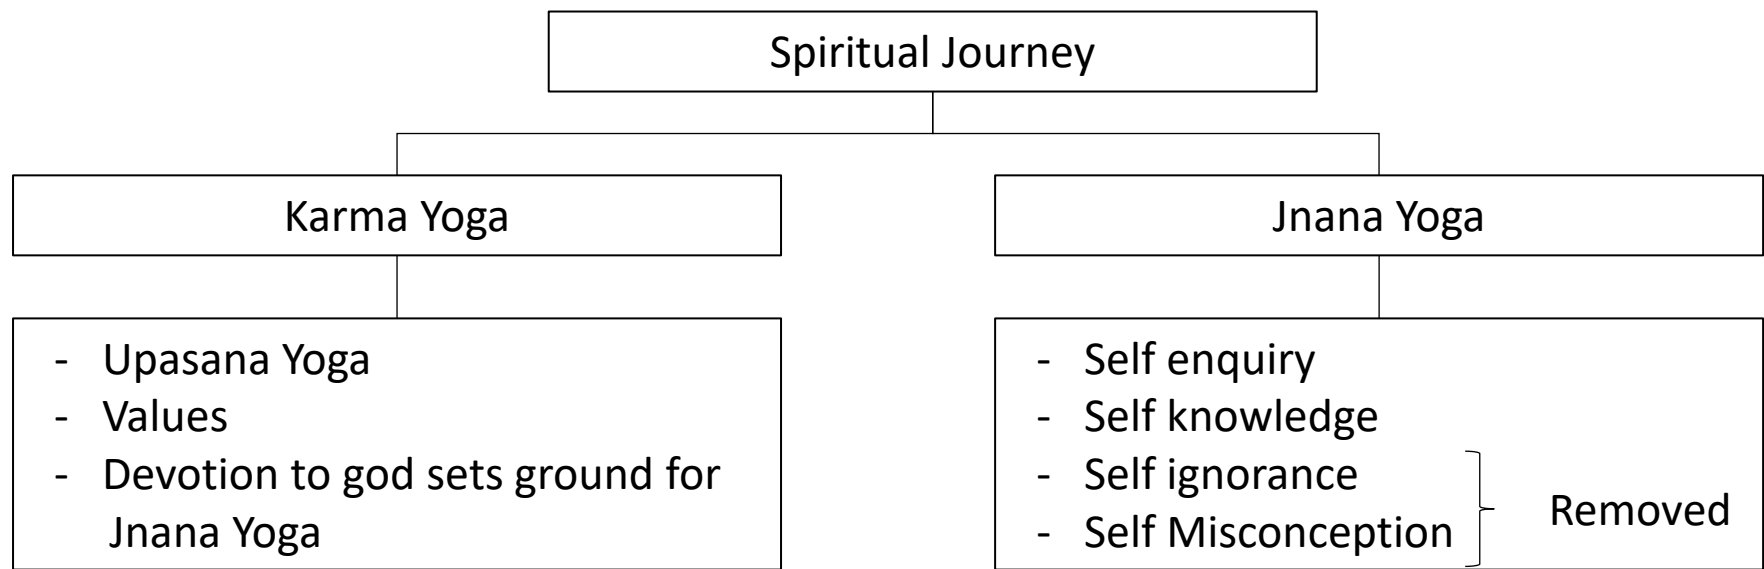 Spiritual Journey
Karma Yoga
- Upasana Yoga
- Values
- Devotion to god sets ground for
Jnana Yoga
Jnana Yoga
- Self enquiry
- Self knowledge
- Self ignorance
- Self Misconception
Removed